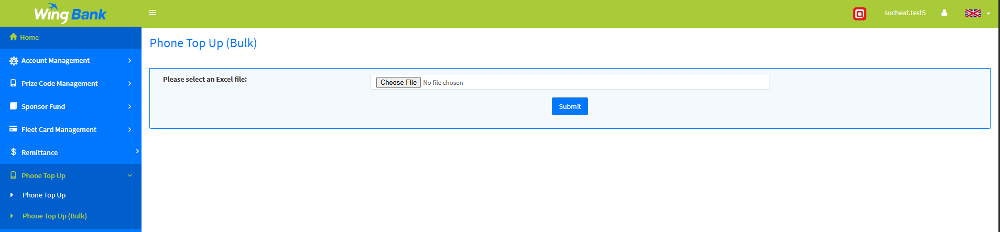 Wing Bank
socheat.test5
Home
Account Management
Prize Code Management
Sponsor Fund
Fleet Card Management
Remittance
Phone Top Up
Phone Top Up
Phone Top Up (Bulk)
Phone Top Up (Bulk)
Please select an Excel file:
Choose File No file chosen
Submit